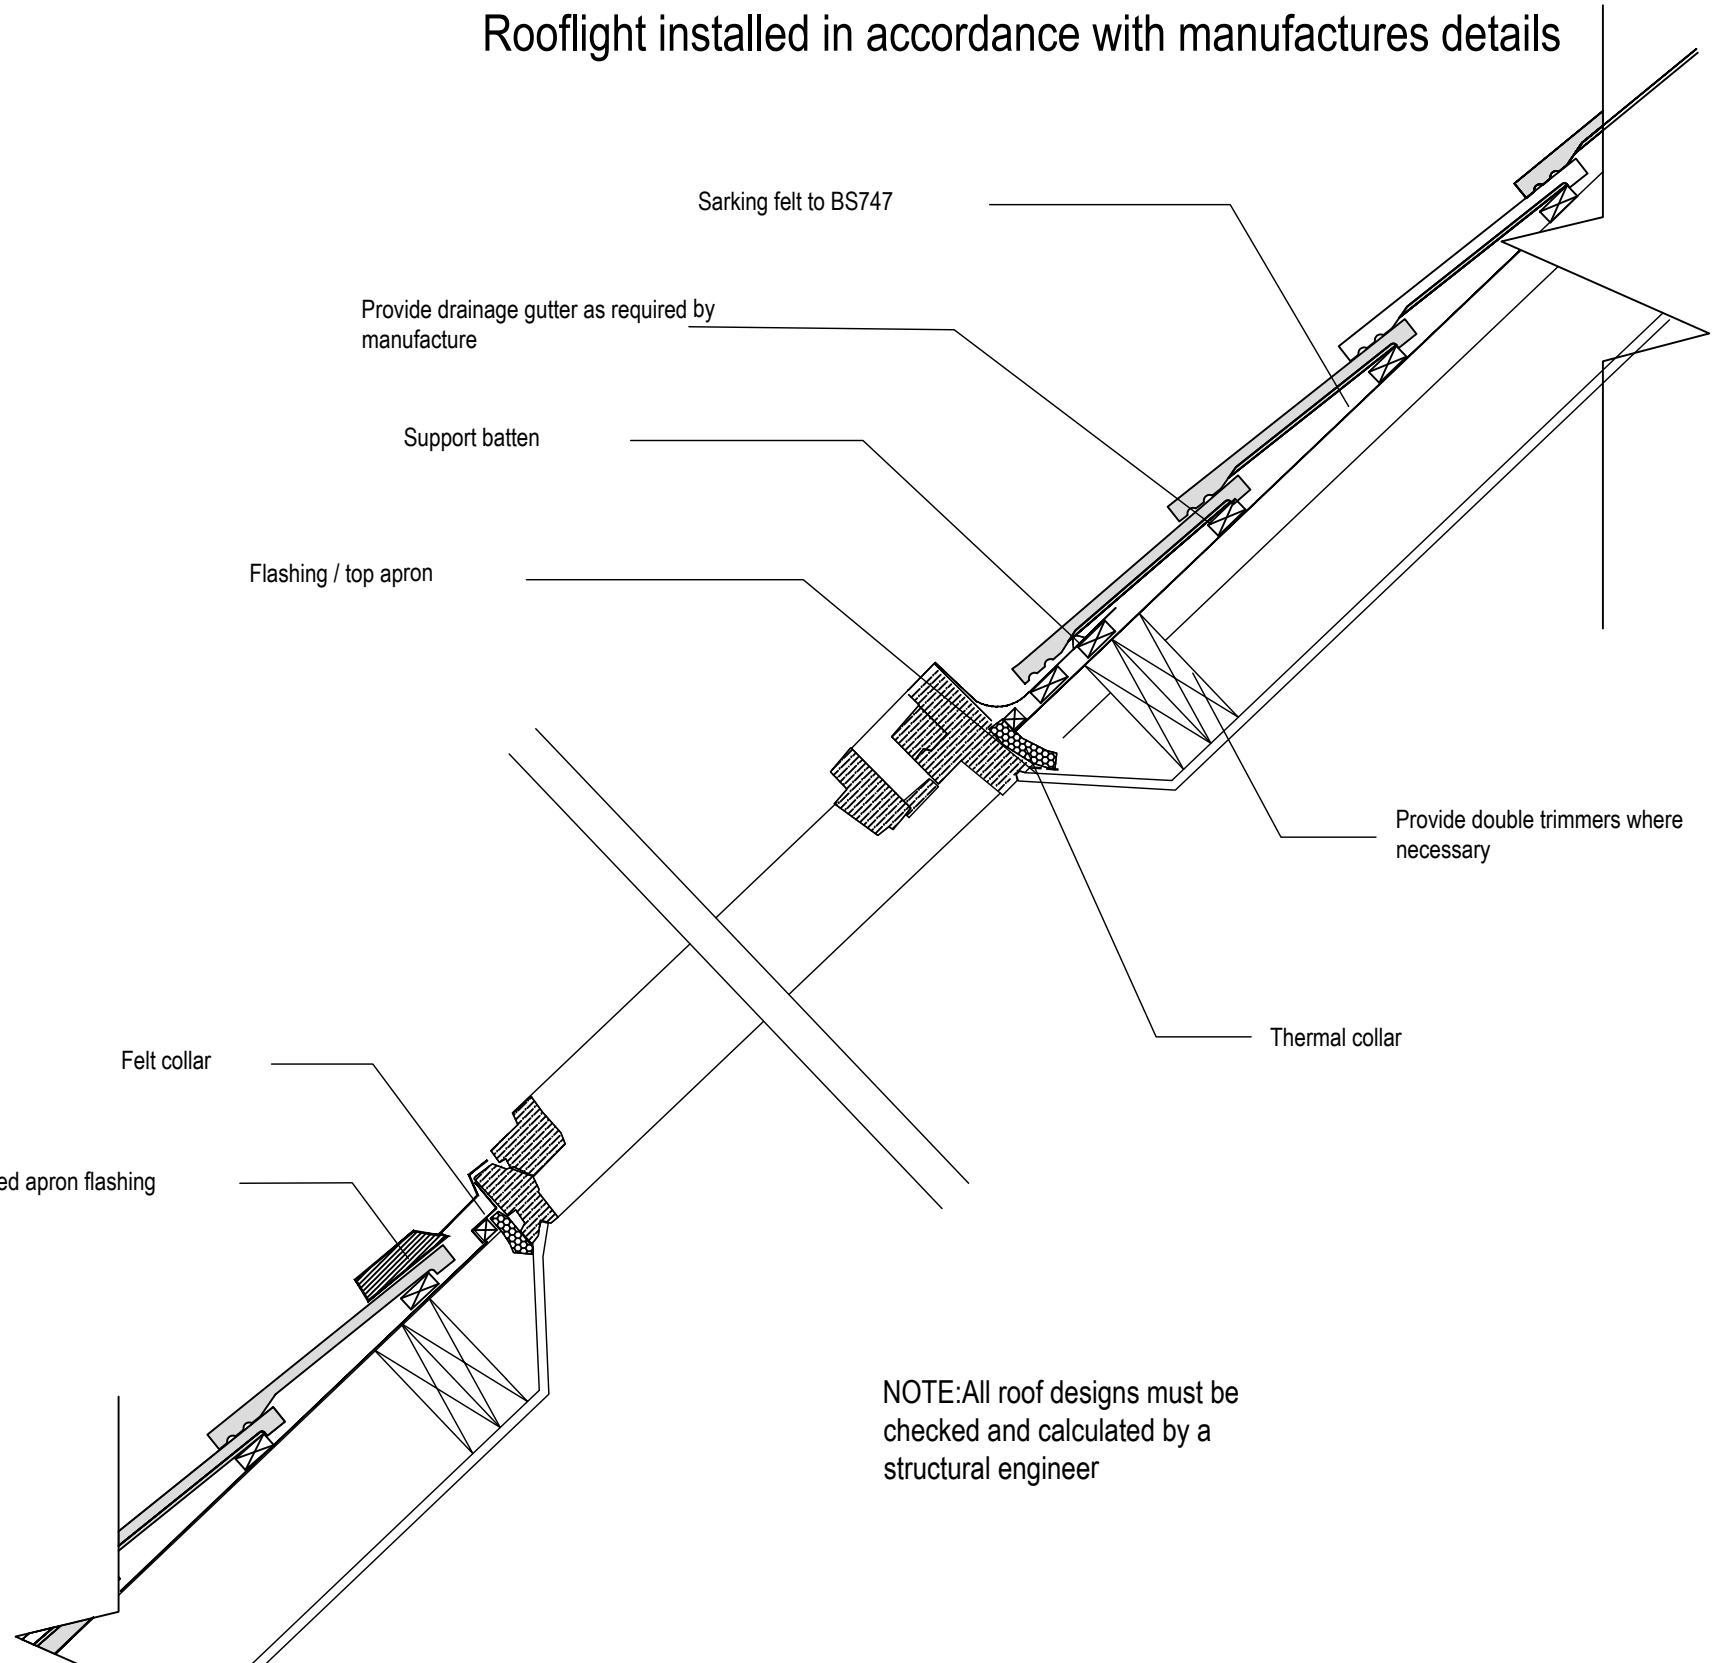 Rooflight installed in accordance with manufactures details
Sarking felt to BS747
Provide drainage gutter as required by
manufacture
Support batten
Flashing / top apron
Provide double trimmers where
necessary
Thermal collar
Felt collar
apron flashing
NOTE:All roof designs must be
checked and calculated by a
structural engineer